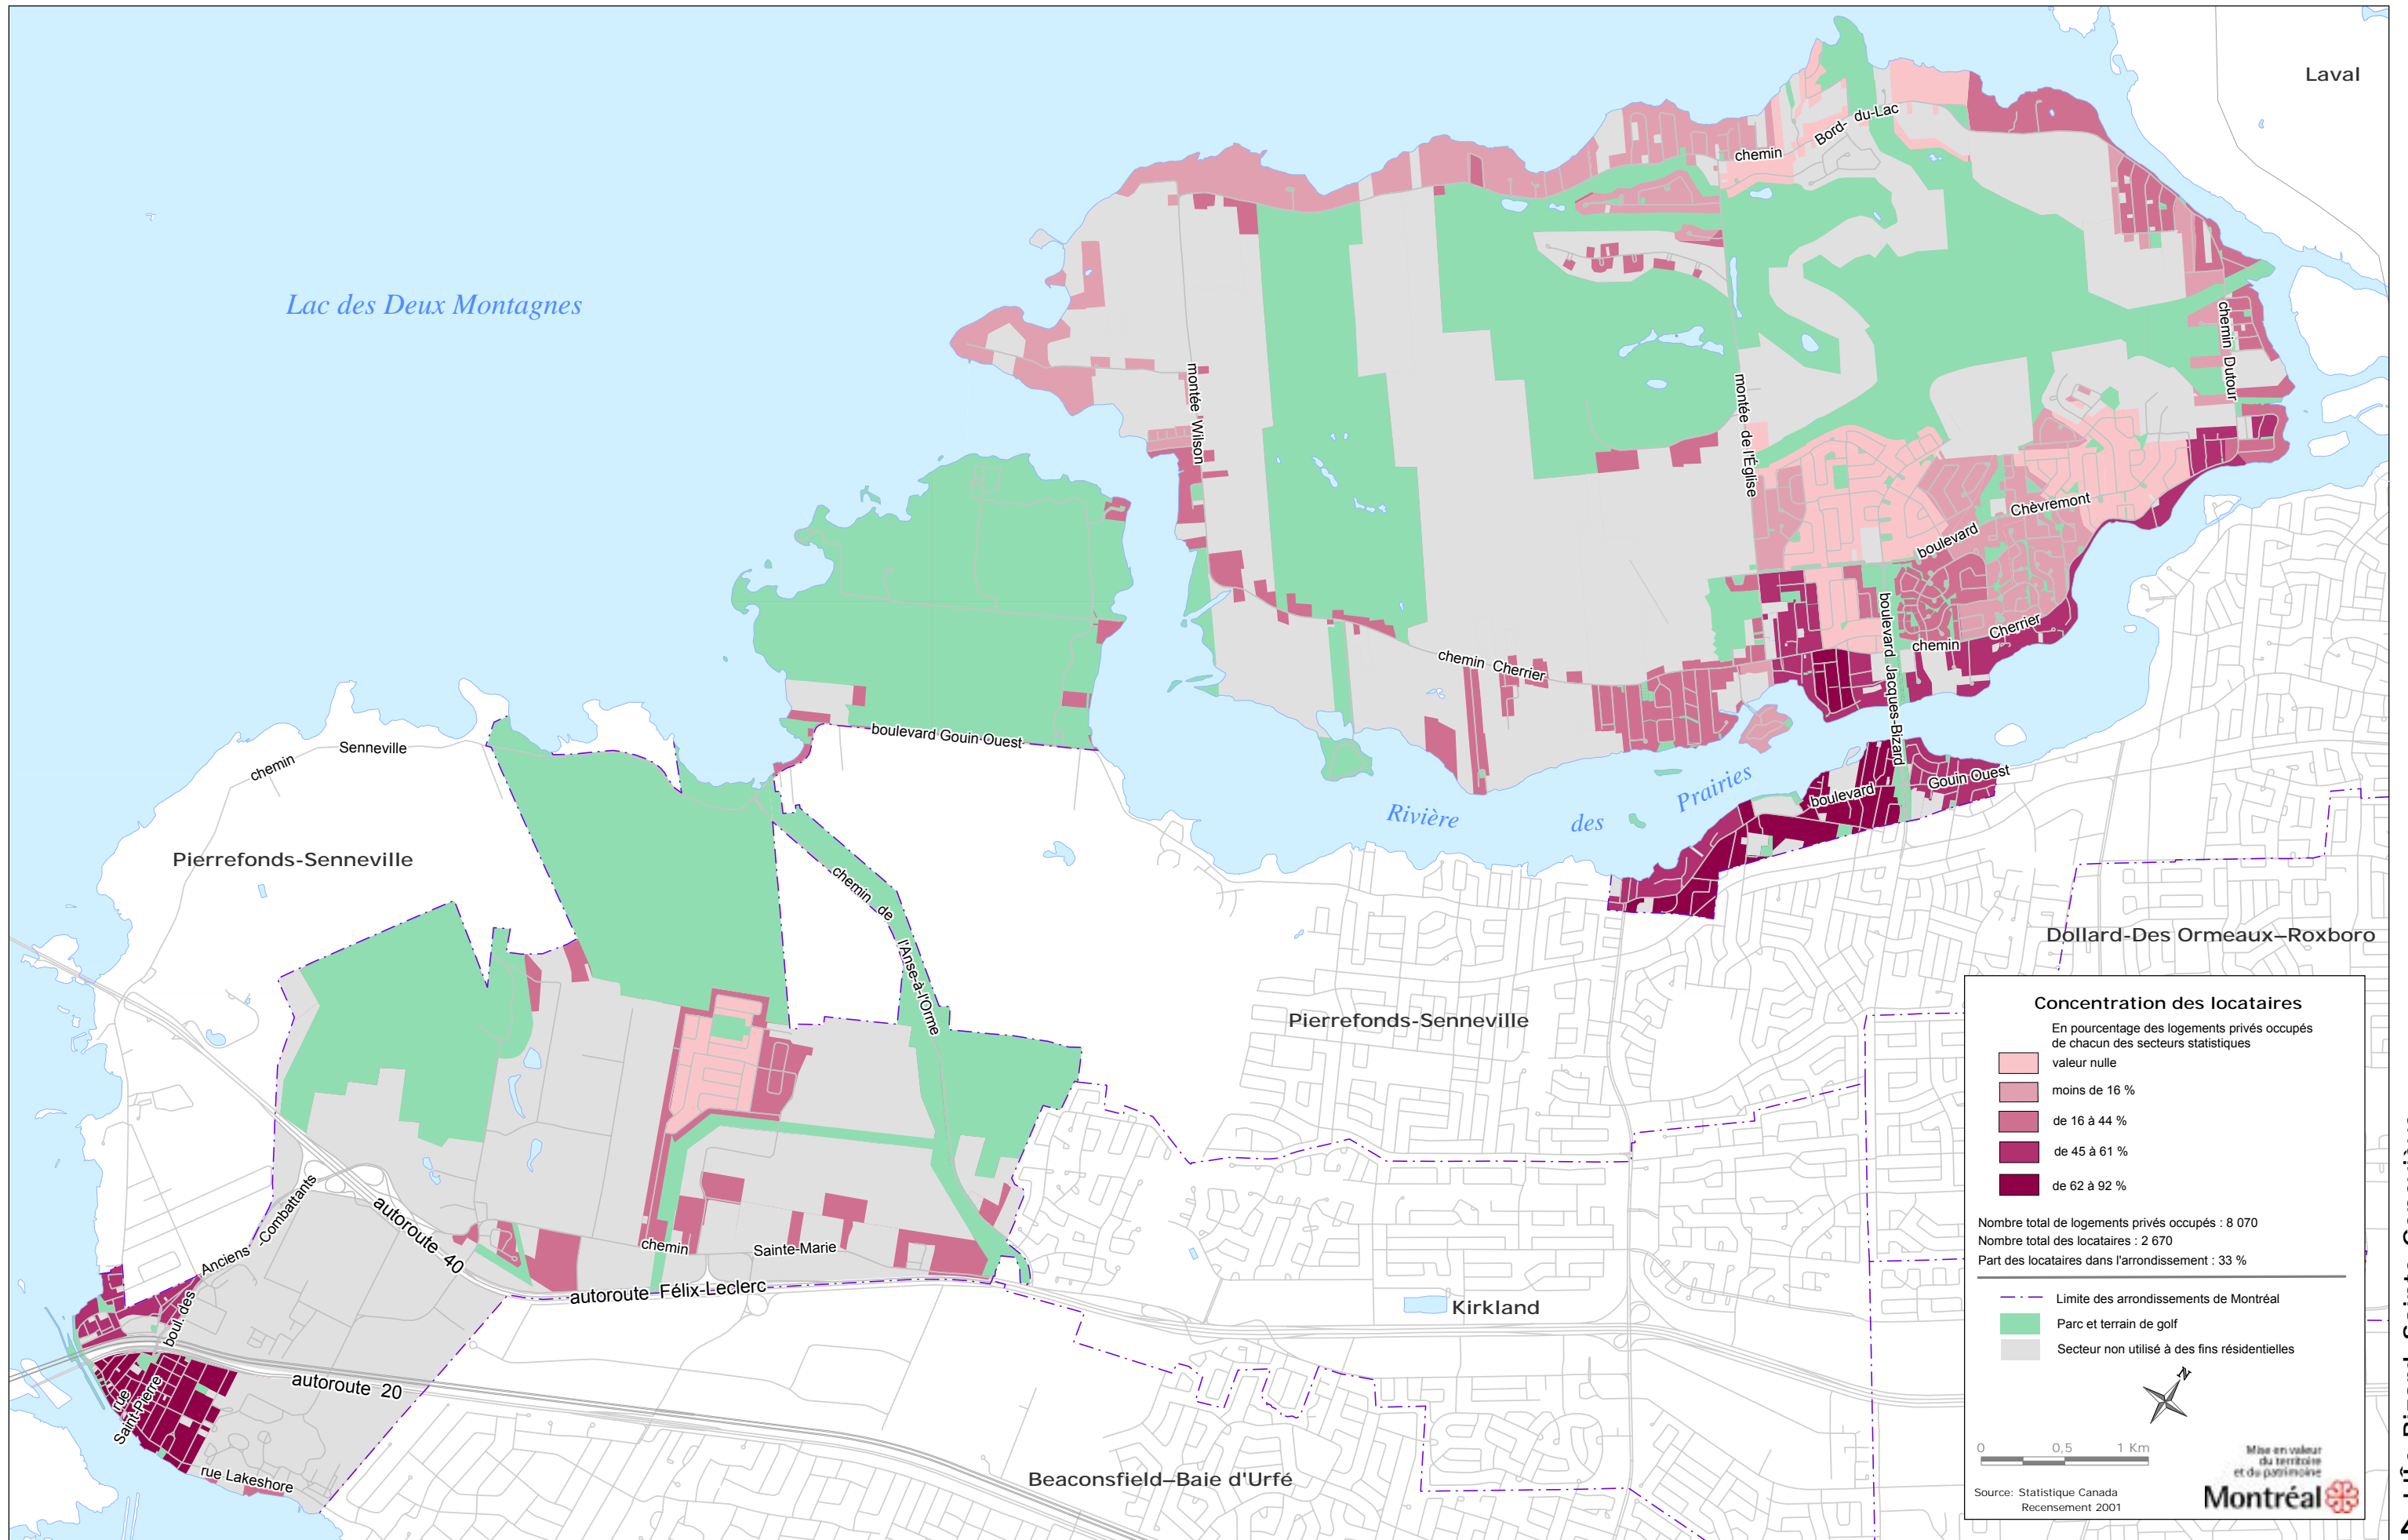 Laval
Bord- du-Lac
chemin
Lac des Deux Montagnes
chemin Dutour
montée Wilson
montée de l'Église
Chèvremont
boulevard
Cherrier
chemin
boulevard Jacques-Bizard
chemin Cherrier
boulevard Gouin Ouest
Senneville
chemin
Gouin Ouest
boulevard
Prairies
des
Rivière
Pierrefonds-Senneville
chemin de l'Anse-à-l'Orme
Dollard-Des Ormeaux–Roxboro
Pierrefonds-Senneville
Concentration des locataires
En pourcentage des logements privés occupés
de chacun des secteurs statistiques
valeur nulle
moins de 16 %
de 16 à 44 %
de 45 à 61 %
de 62 à 92 %
Nombre total de logements privés occupés : 8 070
Nombre total des locataires : 2 670
Part des locataires dans l'arrondissement : 33 %
Limite des arrondissements de Montréal
Parc et terrain de golf
Secteur non utilisé à des fins résidentielles
N
0 0,5 1 Km
Mise en valeur
du territoire
et du patrimoine
Montréal
Source: Statistique Canada
Recensement 2001
boul. des Anciens -Combattants
autoroute 40
chemin Sainte-Marie
autoroute Félix-Leclerc
Kirkland
autoroute 20
rue
Saint-Pierre
rue Lakeshore
Beaconsfield–Baie d'Urfé